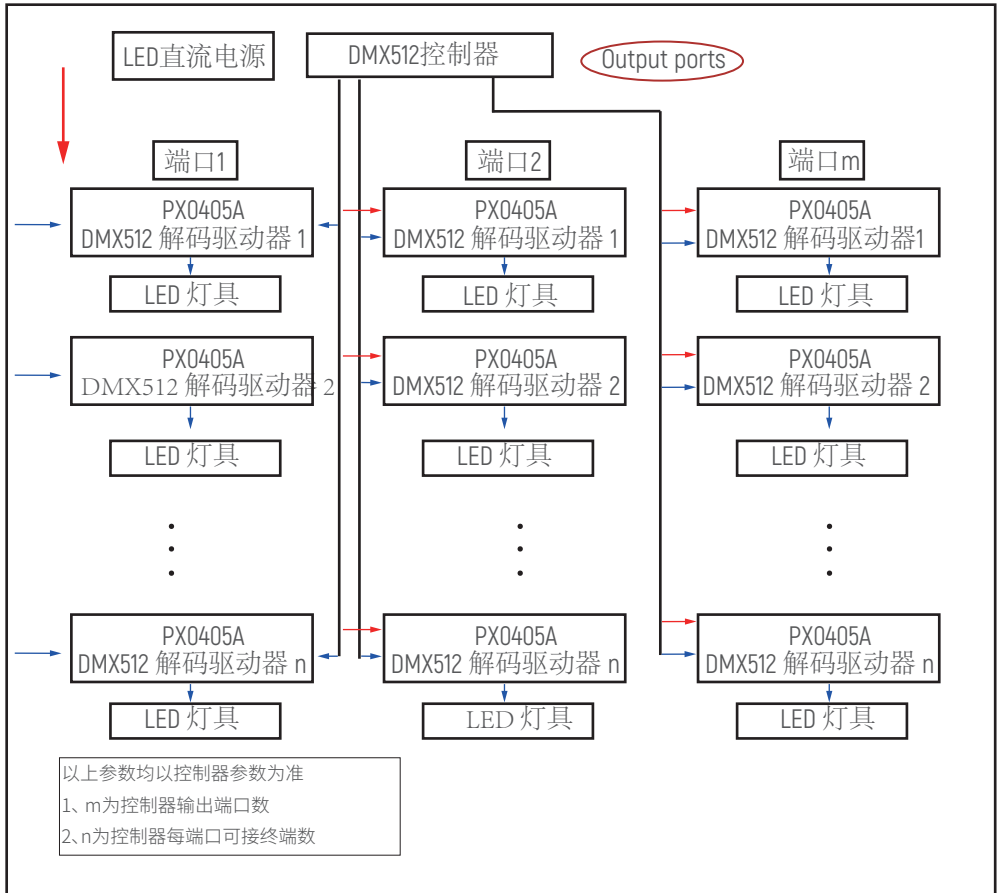 LED直流电源
DMX512控制器
Output ports
端口1
端口2
端口m
PX0405A
DMX512 解码驱动器 1
PX0405A
DMX512 解码驱动器 1
PX0405A
DMX512 解码驱动器1
LED 灯具
LED 灯具
LED 灯具
PX0405A
DMX512 解码驱动器 2
PX0405A
DMX512 解码驱动器 2
PX0405A
DMX512 解码驱动器 2
LED 灯具
LED 灯具
LED 灯具
PX0405A
DMX512 解码驱动器 n
PX0405A
DMX512 解码驱动器 n
PX0405A
DMX512 解码驱动器 n
LED 灯具
LED 灯具
LED 灯具
以上参数均以控制器参数为准
1、m为控制器输出端口数
2、n为控制器每端口可接终端数